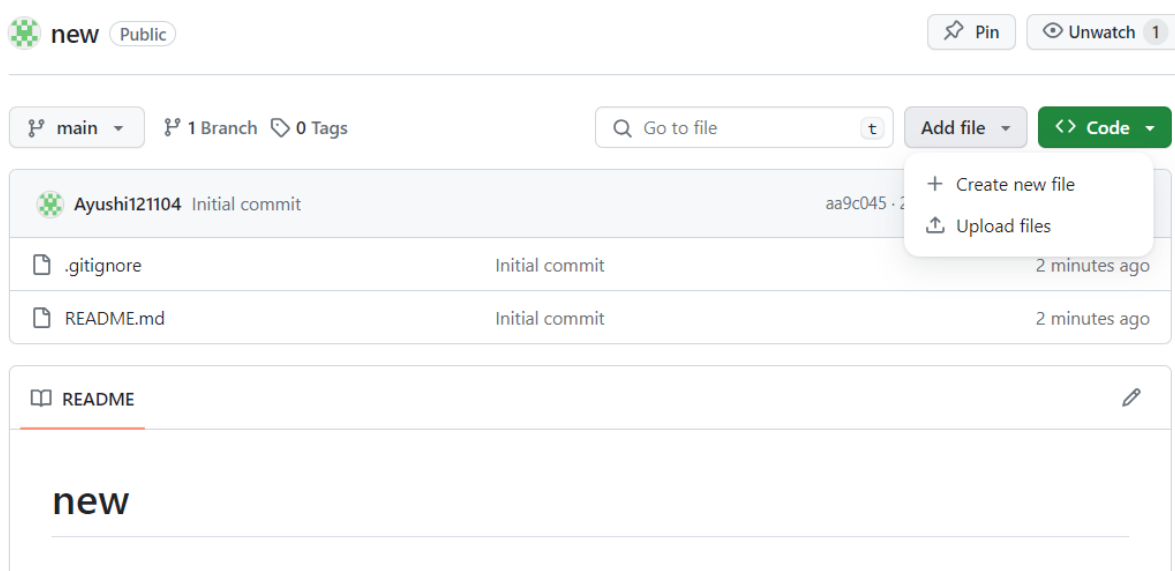 new Public Pin Unwatch 1
main 1 Branch 0 Tags Go to file t Add file Code
Create new file
Ayushi121104 Initial commit aa9c045 ·
Upload files
.gitignore Initial commit 2 minutes ago
README.md Initial commit 2 minutes ago
README
new